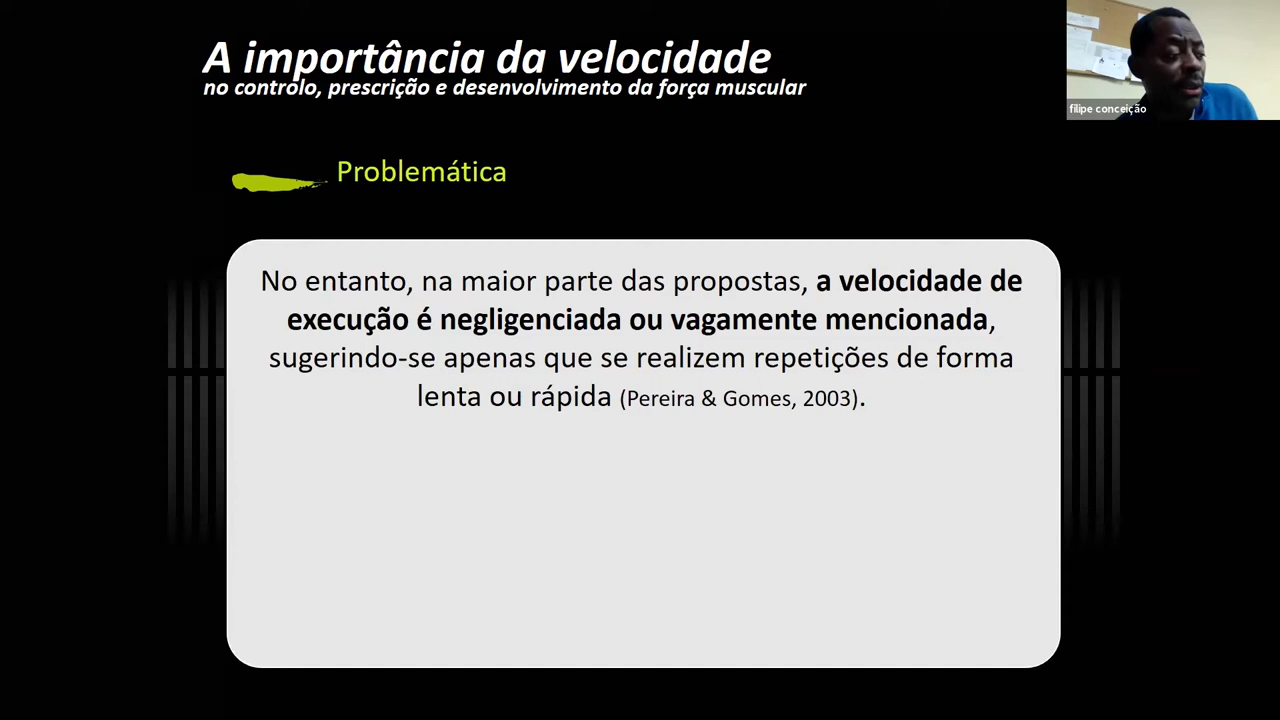 A importância da velocidade
no controlo, prescrição e desenvolvimento da força muscular
filipe conceição
Problemática
No entanto, na maior parte das propostas, a velocidade de
execução é negligenciada ou vagamente mencionada,
sugerindo-se apenas que se realizem repetições de forma
lenta ou rápida (Pereira & Gomes, 2003).